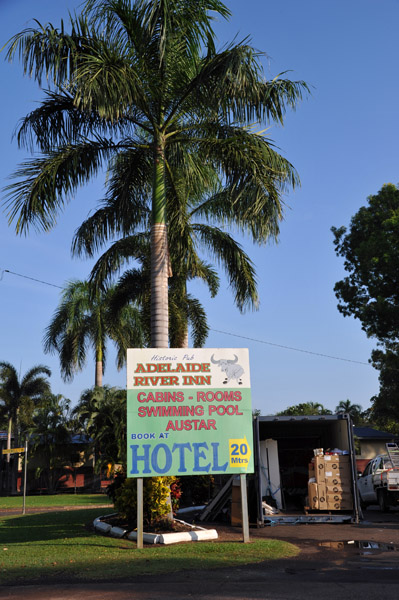 Historic Pub
ADELAIDE
RIVER INN
CABINS - ROOMS
SWIMMING POOL
AUSTAR
BOOK AT
HOTEL 20
Mtrs